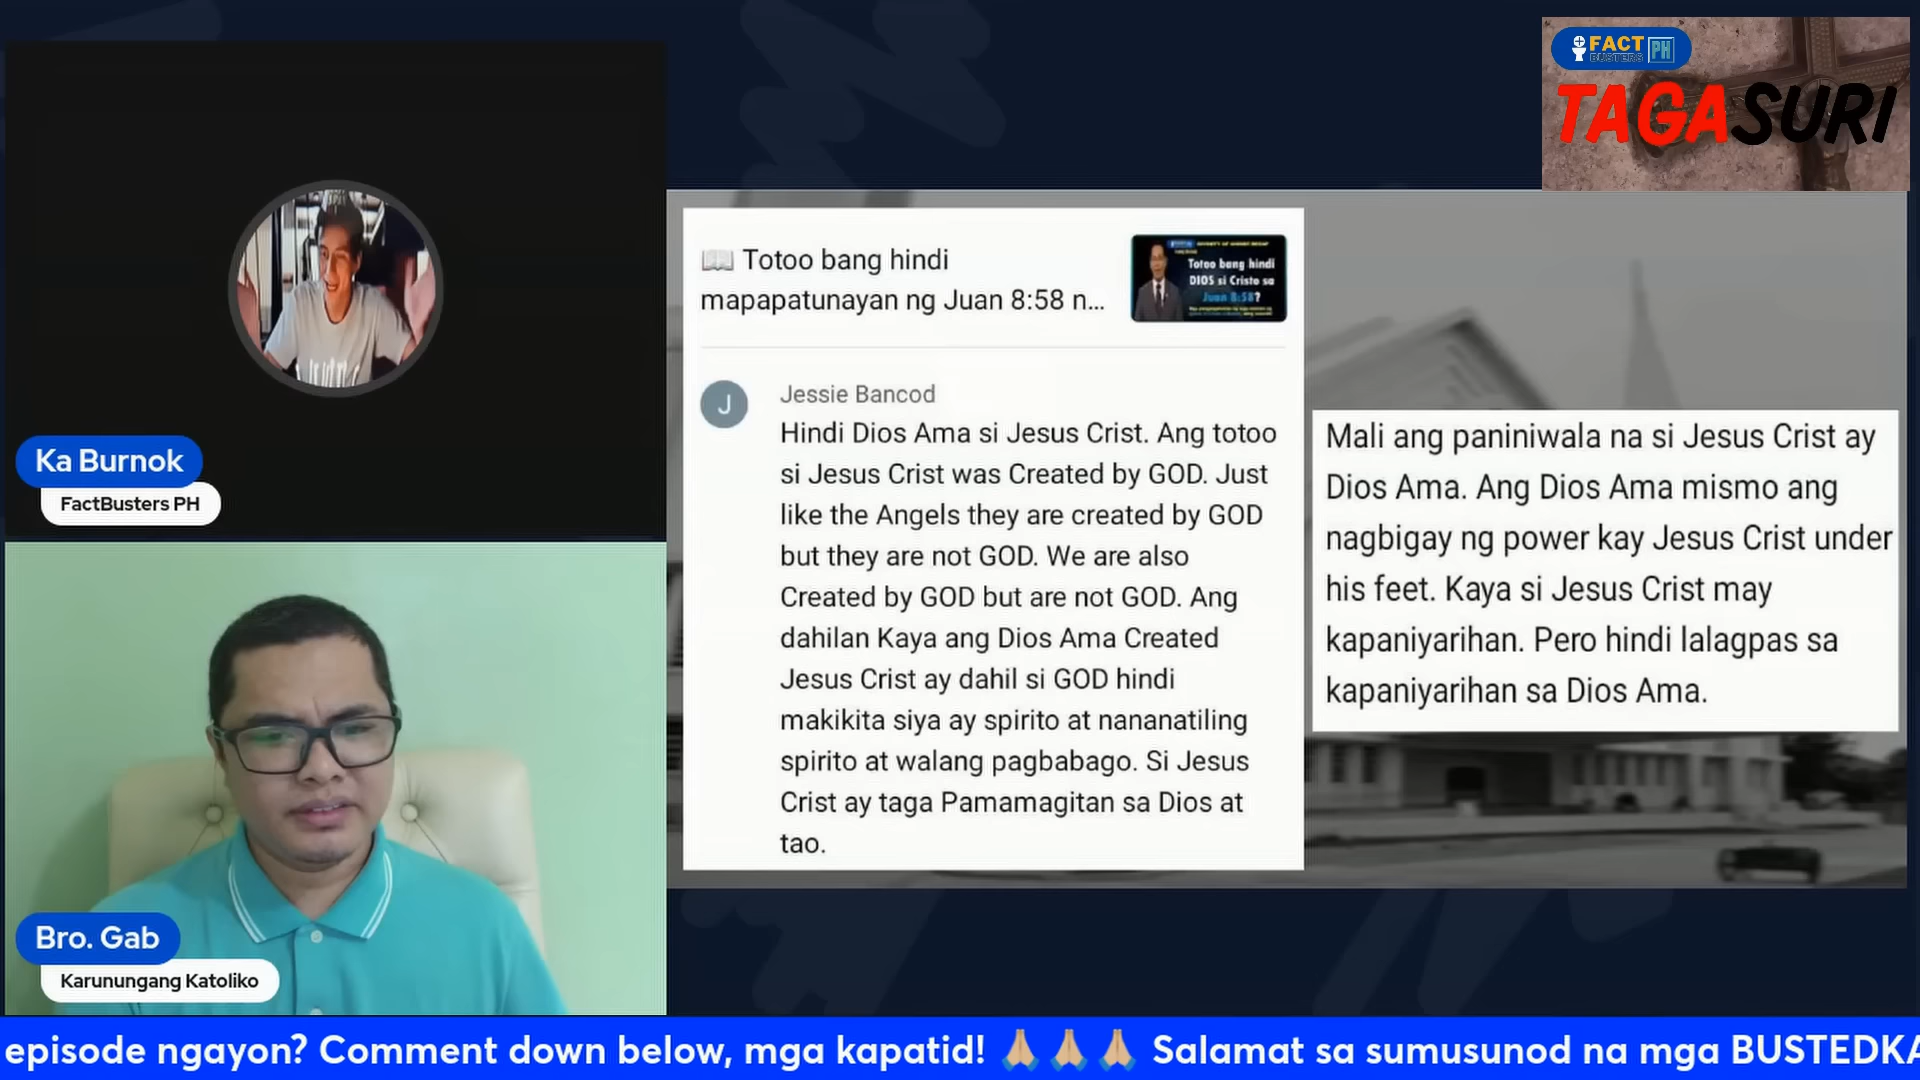 FACT
BUSTERS PH
TAGASURI
Ka Burnok
FactBusters PH
Bro. Gab
Karunungang Katoliko
📖 Totoo bang hindi
mapapatunayan ng Juan 8:58 n...
Totoo bang hindi
DIOS si Cristo sa
Juan 8:58?
J
Jessie Bancod
Hindi Dios Ama si Jesus Crist. Ang totoo
si Jesus Crist was Created by GOD. Just
like the Angels they are created by GOD
but they are not GOD. We are also
Created by GOD but are not GOD. Ang
dahilan Kaya ang Dios Ama Created
Jesus Crist ay dahil si GOD hindi
makikita siya ay spirito at nananatiling
spirito at walang pagbabago. Si Jesus
Crist ay taga Pamamagitan sa Dios at
tao.
Mali ang paniniwala na si Jesus Crist ay
Dios Ama. Ang Dios Ama mismo ang
nagbigay ng power kay Jesus Crist under
his feet. Kaya si Jesus Crist may
kapaniyarihan. Pero hindi lalagpas sa
kapaniyarihan sa Dios Ama.
episode ngayon? Comment down below, mga kapatid! 🙏🏼🙏🏼🙏🏼 Salamat sa sumusunod na mga BUSTEDKA